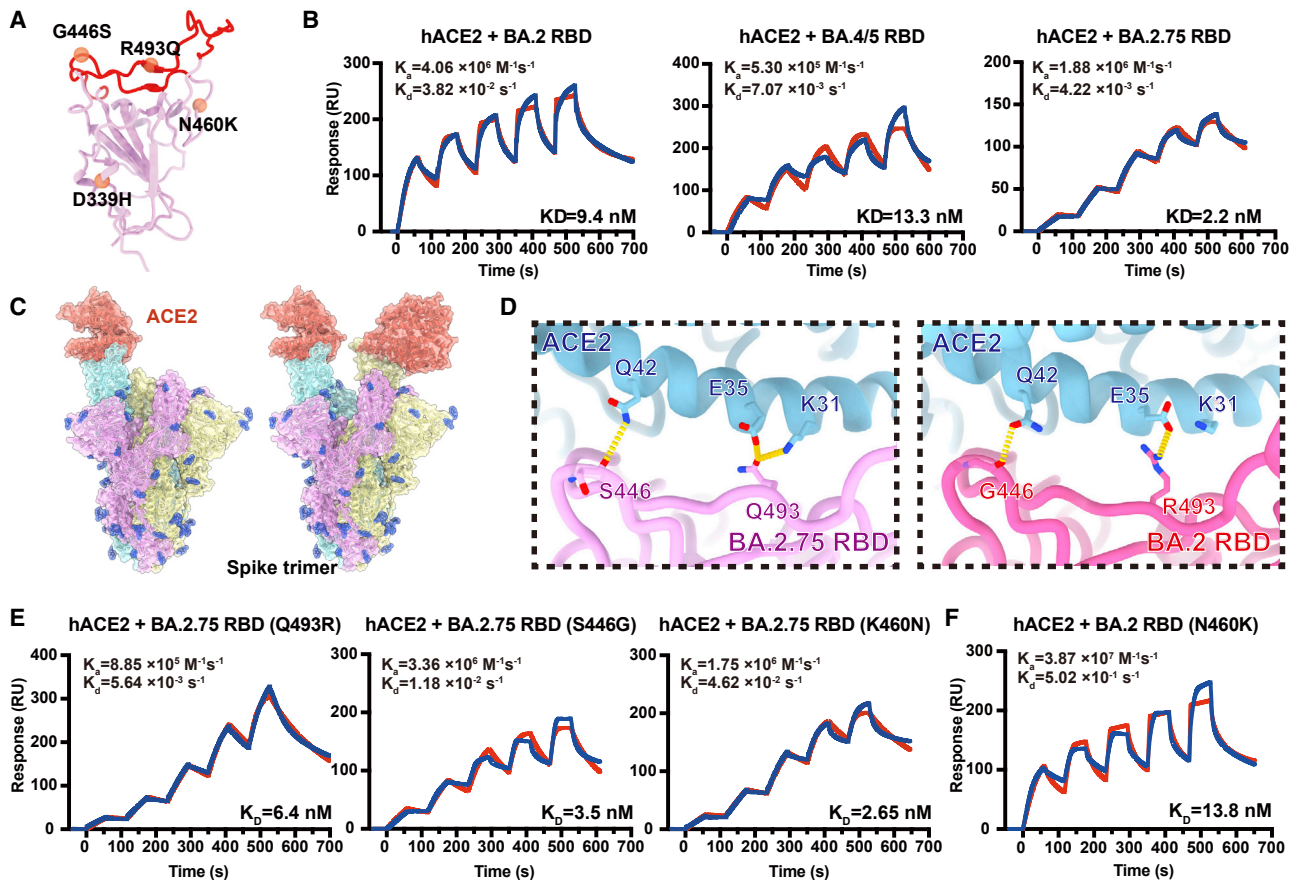 A
G446S
R493Q
N460K
D339H
B
hACE2 + BA.2 RBD
Kₐ=4.06 ×10⁶ M⁻¹s⁻¹
K_d=3.82 ×10⁻² s⁻¹
300
200
100
0
Response (RU)
KD=9.4 nM
0 100 200 300 400 500 600 700
Time (s)
hACE2 + BA.4/5 RBD
Kₐ=5.30 ×10⁵ M⁻¹s⁻¹
K_d=7.07 ×10⁻³ s⁻¹
400
300
200
100
0
KD=13.3 nM
0 100 200 300 400 500 600 700
Time (s)
hACE2 + BA.2.75 RBD
Kₐ=1.88 ×10⁶ M⁻¹s⁻¹
K_d=4.22 ×10⁻³ s⁻¹
200
150
100
50
0
KD=2.2 nM
0 100 200 300 400 500 600 700
Time (s)
C
ACE2
Spike trimer
D
ACE2
Q42
E35
K31
S446
Q493
BA.2.75 RBD
ACE2
Q42
E35
K31
G446
R493
BA.2 RBD
E
hACE2 + BA.2.75 RBD (Q493R)
Kₐ=8.85 ×10⁵ M⁻¹s⁻¹
K_d=5.64 ×10⁻³ s⁻¹
400
300
200
100
0
Response (RU)
K_D=6.4 nM
0 100 200 300 400 500 600 700
Time (s)
hACE2 + BA.2.75 RBD (S446G)
Kₐ=3.36 ×10⁶ M⁻¹s⁻¹
K_d=1.18 ×10⁻² s⁻¹
300
200
100
0
K_D=3.5 nM
0 100 200 300 400 500 600 700
Time (s)
hACE2 + BA.2.75 RBD (K460N)
Kₐ=1.75 ×10⁶ M⁻¹s⁻¹
K_d=4.62 ×10⁻² s⁻¹
300
200
100
0
K_D=2.65 nM
0 100 200 300 400 500 600 700
Time (s)
F
hACE2 + BA.2 RBD (N460K)
Kₐ=3.87 ×10⁷ M⁻¹s⁻¹
K_d=5.02 ×10⁻¹ s⁻¹
300
200
100
0
Response (RU)
K_D=13.8 nM
0 100 200 300 400 500 600 700
Time (s)